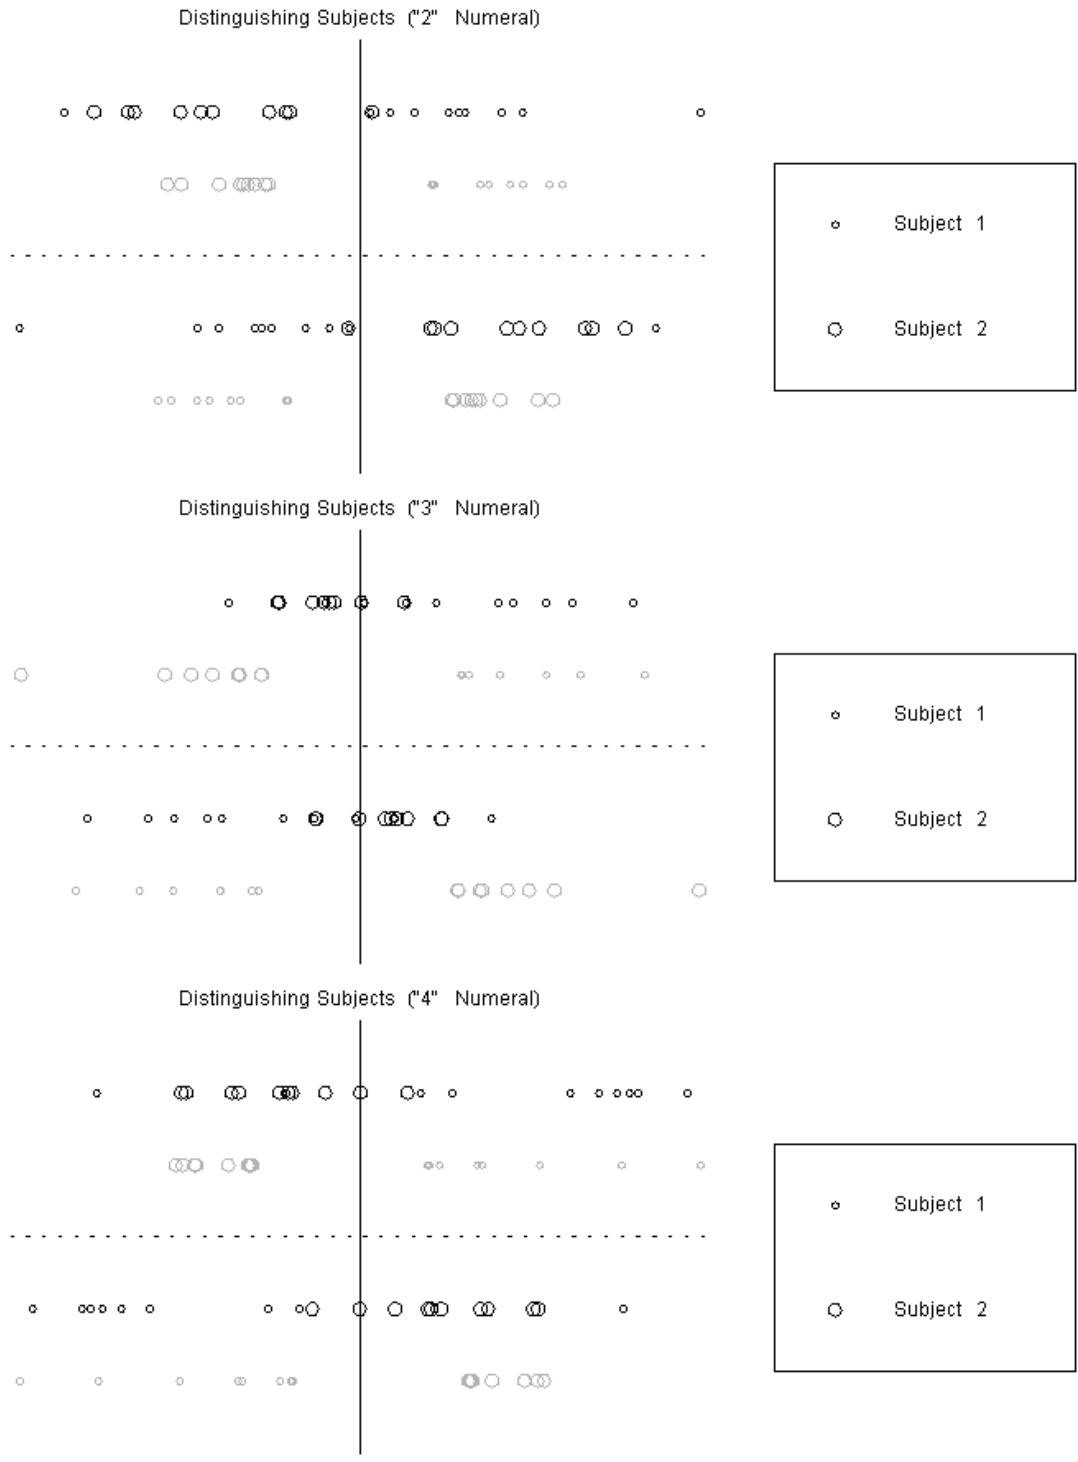 Distinguishing Subjects ("2" Numeral)
Subject 1
Subject 2
Distinguishing Subjects ("3" Numeral)
Subject 1
Subject 2
Distinguishing Subjects ("4" Numeral)
Subject 1
Subject 2